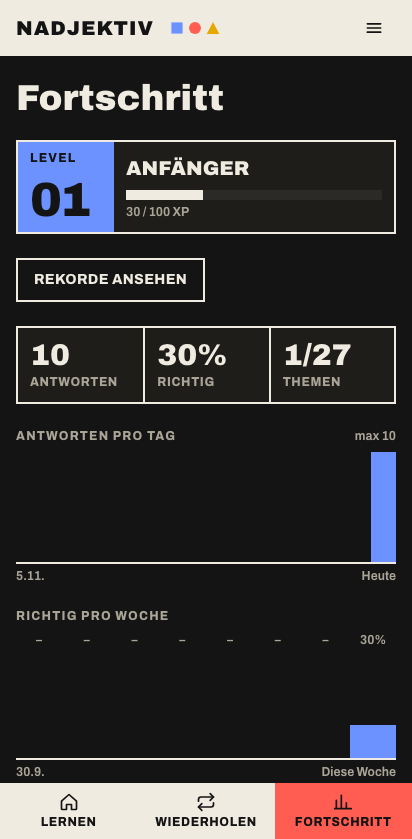 NADJEKTIV
Fortschritt
LEVEL
01
ANFÄNGER
30 / 100 XP
REKORDE ANSEHEN
10
ANTWORTEN
30%
RICHTIG
1/27
THEMEN
ANTWORTEN PRO TAG
max 10
5.11.
Heute
RICHTIG PRO WOCHE
– – – – – – – 30%
30.9.
Diese Woche
LERNEN
WIEDERHOLEN
FORTSCHRITT